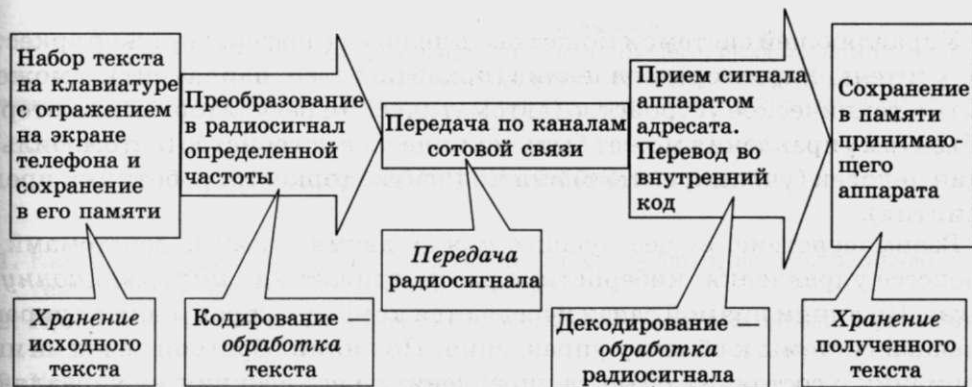 Набор текста
на клавиатуре
с отражением
на экране
телефона и
сохранение
в его памяти
Преобразование
в радиосигнал
определенной
частоты
Передача по каналам
сотовой связи
Прием сигнала
аппаратом
адресата.
Перевод во
внутренний
код
Сохранение
в памяти
принимаю-
щего
аппарата
Передача
радиосигнала
Хранение
исходного
текста
Кодирование –
обработка
текста
Декодирование –
обработка
радиосигнала
Хранение
полученного
текста